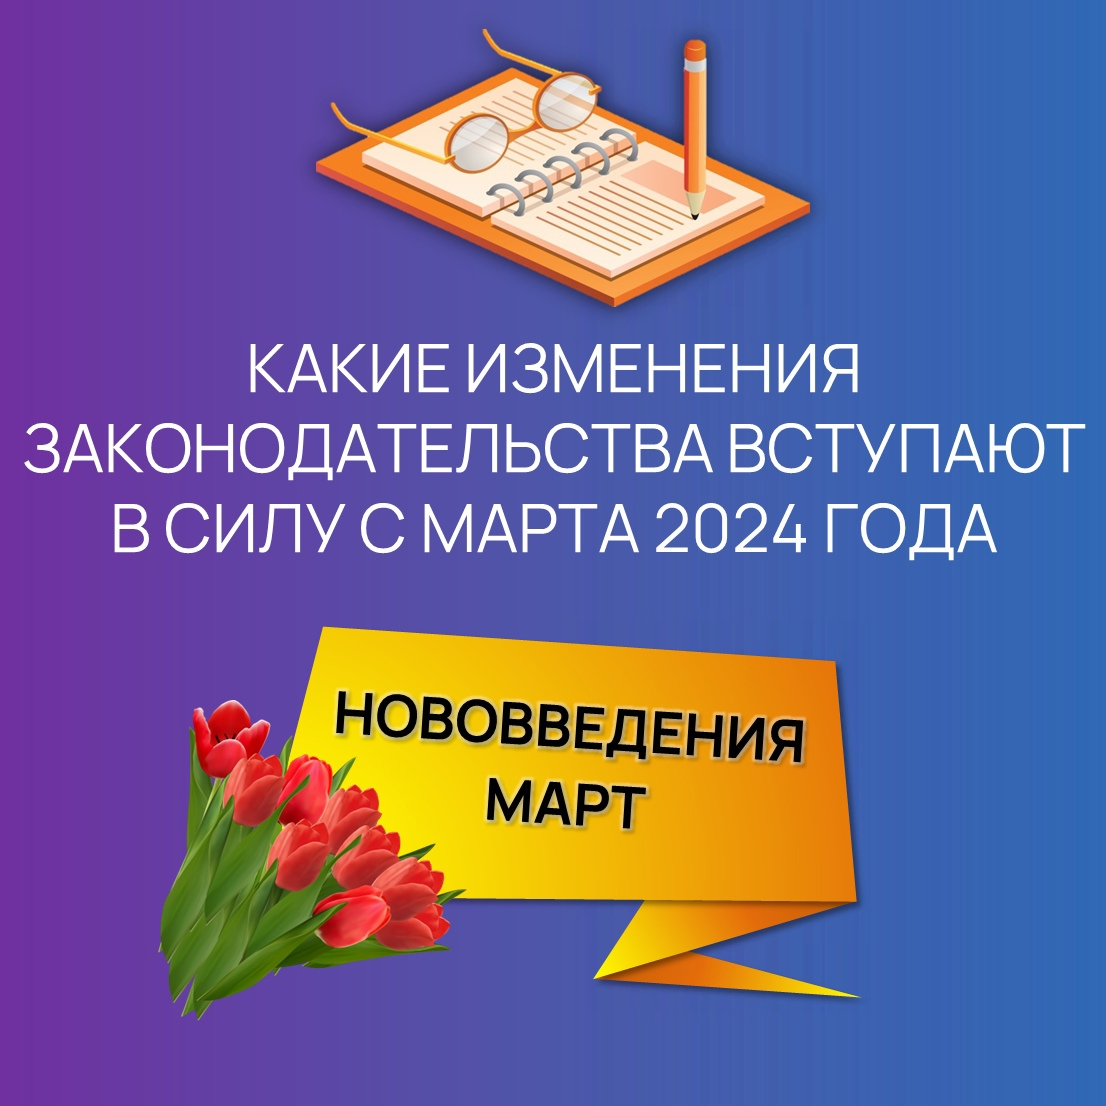 КАКИЕ ИЗМЕНЕНИЯ
ЗАКОНОДАТЕЛЬСТВА ВСТУПАЮТ
В СИЛУ С МАРТА 2024 ГОДА
НОВОВВЕДЕНИЯ
МАРТ